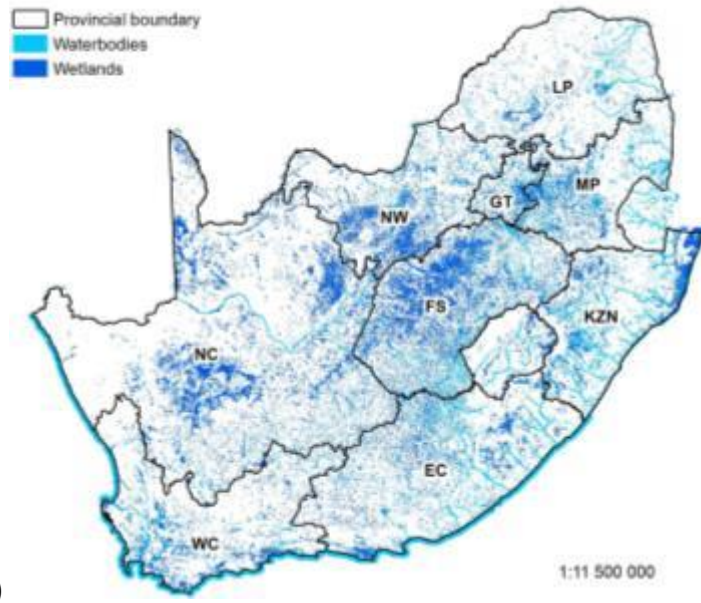 Provincial boundary
Waterbodies
Wetlands
LP
MP
GT
NW
FS
KZN
NC
EC
WC
1:11 500 000
)